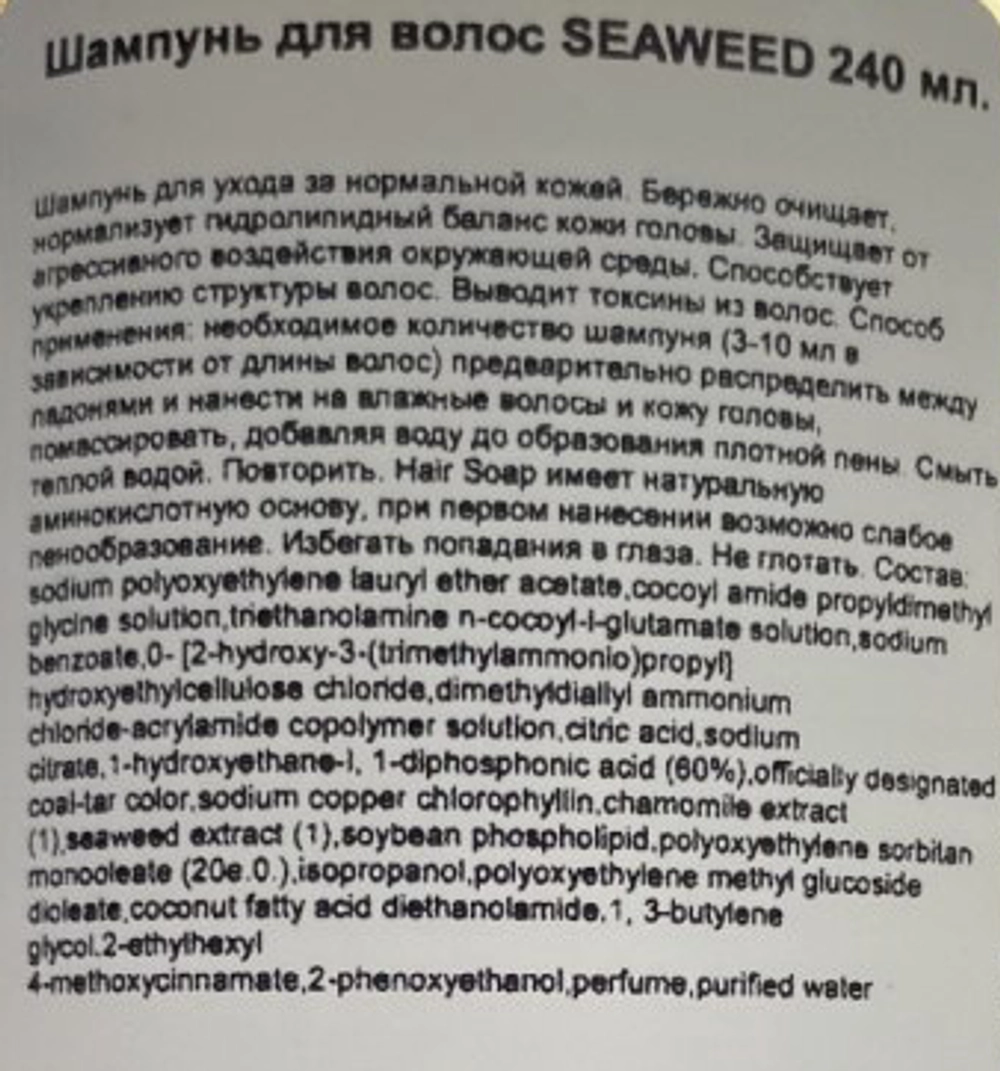 Шампунь для волос SEAWEED 240 мл.
Шампунь для ухода за нормальной кожей. Бережно очищает,
нормализует гидролипидный баланс кожи головы. Защищает от
агрессивного воздействия окружающей среды. Способствует
укреплению структуры волос. Выводит токсины из волос. Способ
применения: необходимое количество шампуня (3-10 мл в
зависимости от длины волос) предварительно распределить между
ладонями и нанести на влажные волосы и кожу головы,
помассировать, добавляя воду до образования плотной пены. Смыть
теплой водой. Повторить. Hair Soap имеет натуральную
аминокислотную основу, при первом нанесении возможно слабое
пенообразование. Избегать попадания в глаза. Не глотать. Состав:
sodium polyoxyethylene lauryl ether acetate,cocoyl amide propyldimethyl
glycine solution,triethanolamine n-cocoyl-l-glutamate solution,sodium
benzoate,0- [2-hydroxy-3-(trimethylammonio)propyl]
hydroxyethylcellulose chloride,dimethyldiallyl ammonium
chloride-acrylamide copolymer solution,citric acid,sodium
citrate,1-hydroxyethane-l, 1-diphosphonic acid (60%),officially designated
coal-tar color,sodium copper chlorophyllin,chamomile extract
(1),seaweed extract (1),soybean phospholipid,polyoxyethylene sorbitan
monooleate (20e.0.),isopropanol,polyoxyethylene methyl glucoside
dioleate,coconut fatty acid diethanolamide,1, 3-butylene
glycol,2-ethylhexyl
4-methoxycinnamate,2-phenoxyethanol,perfume,purified water